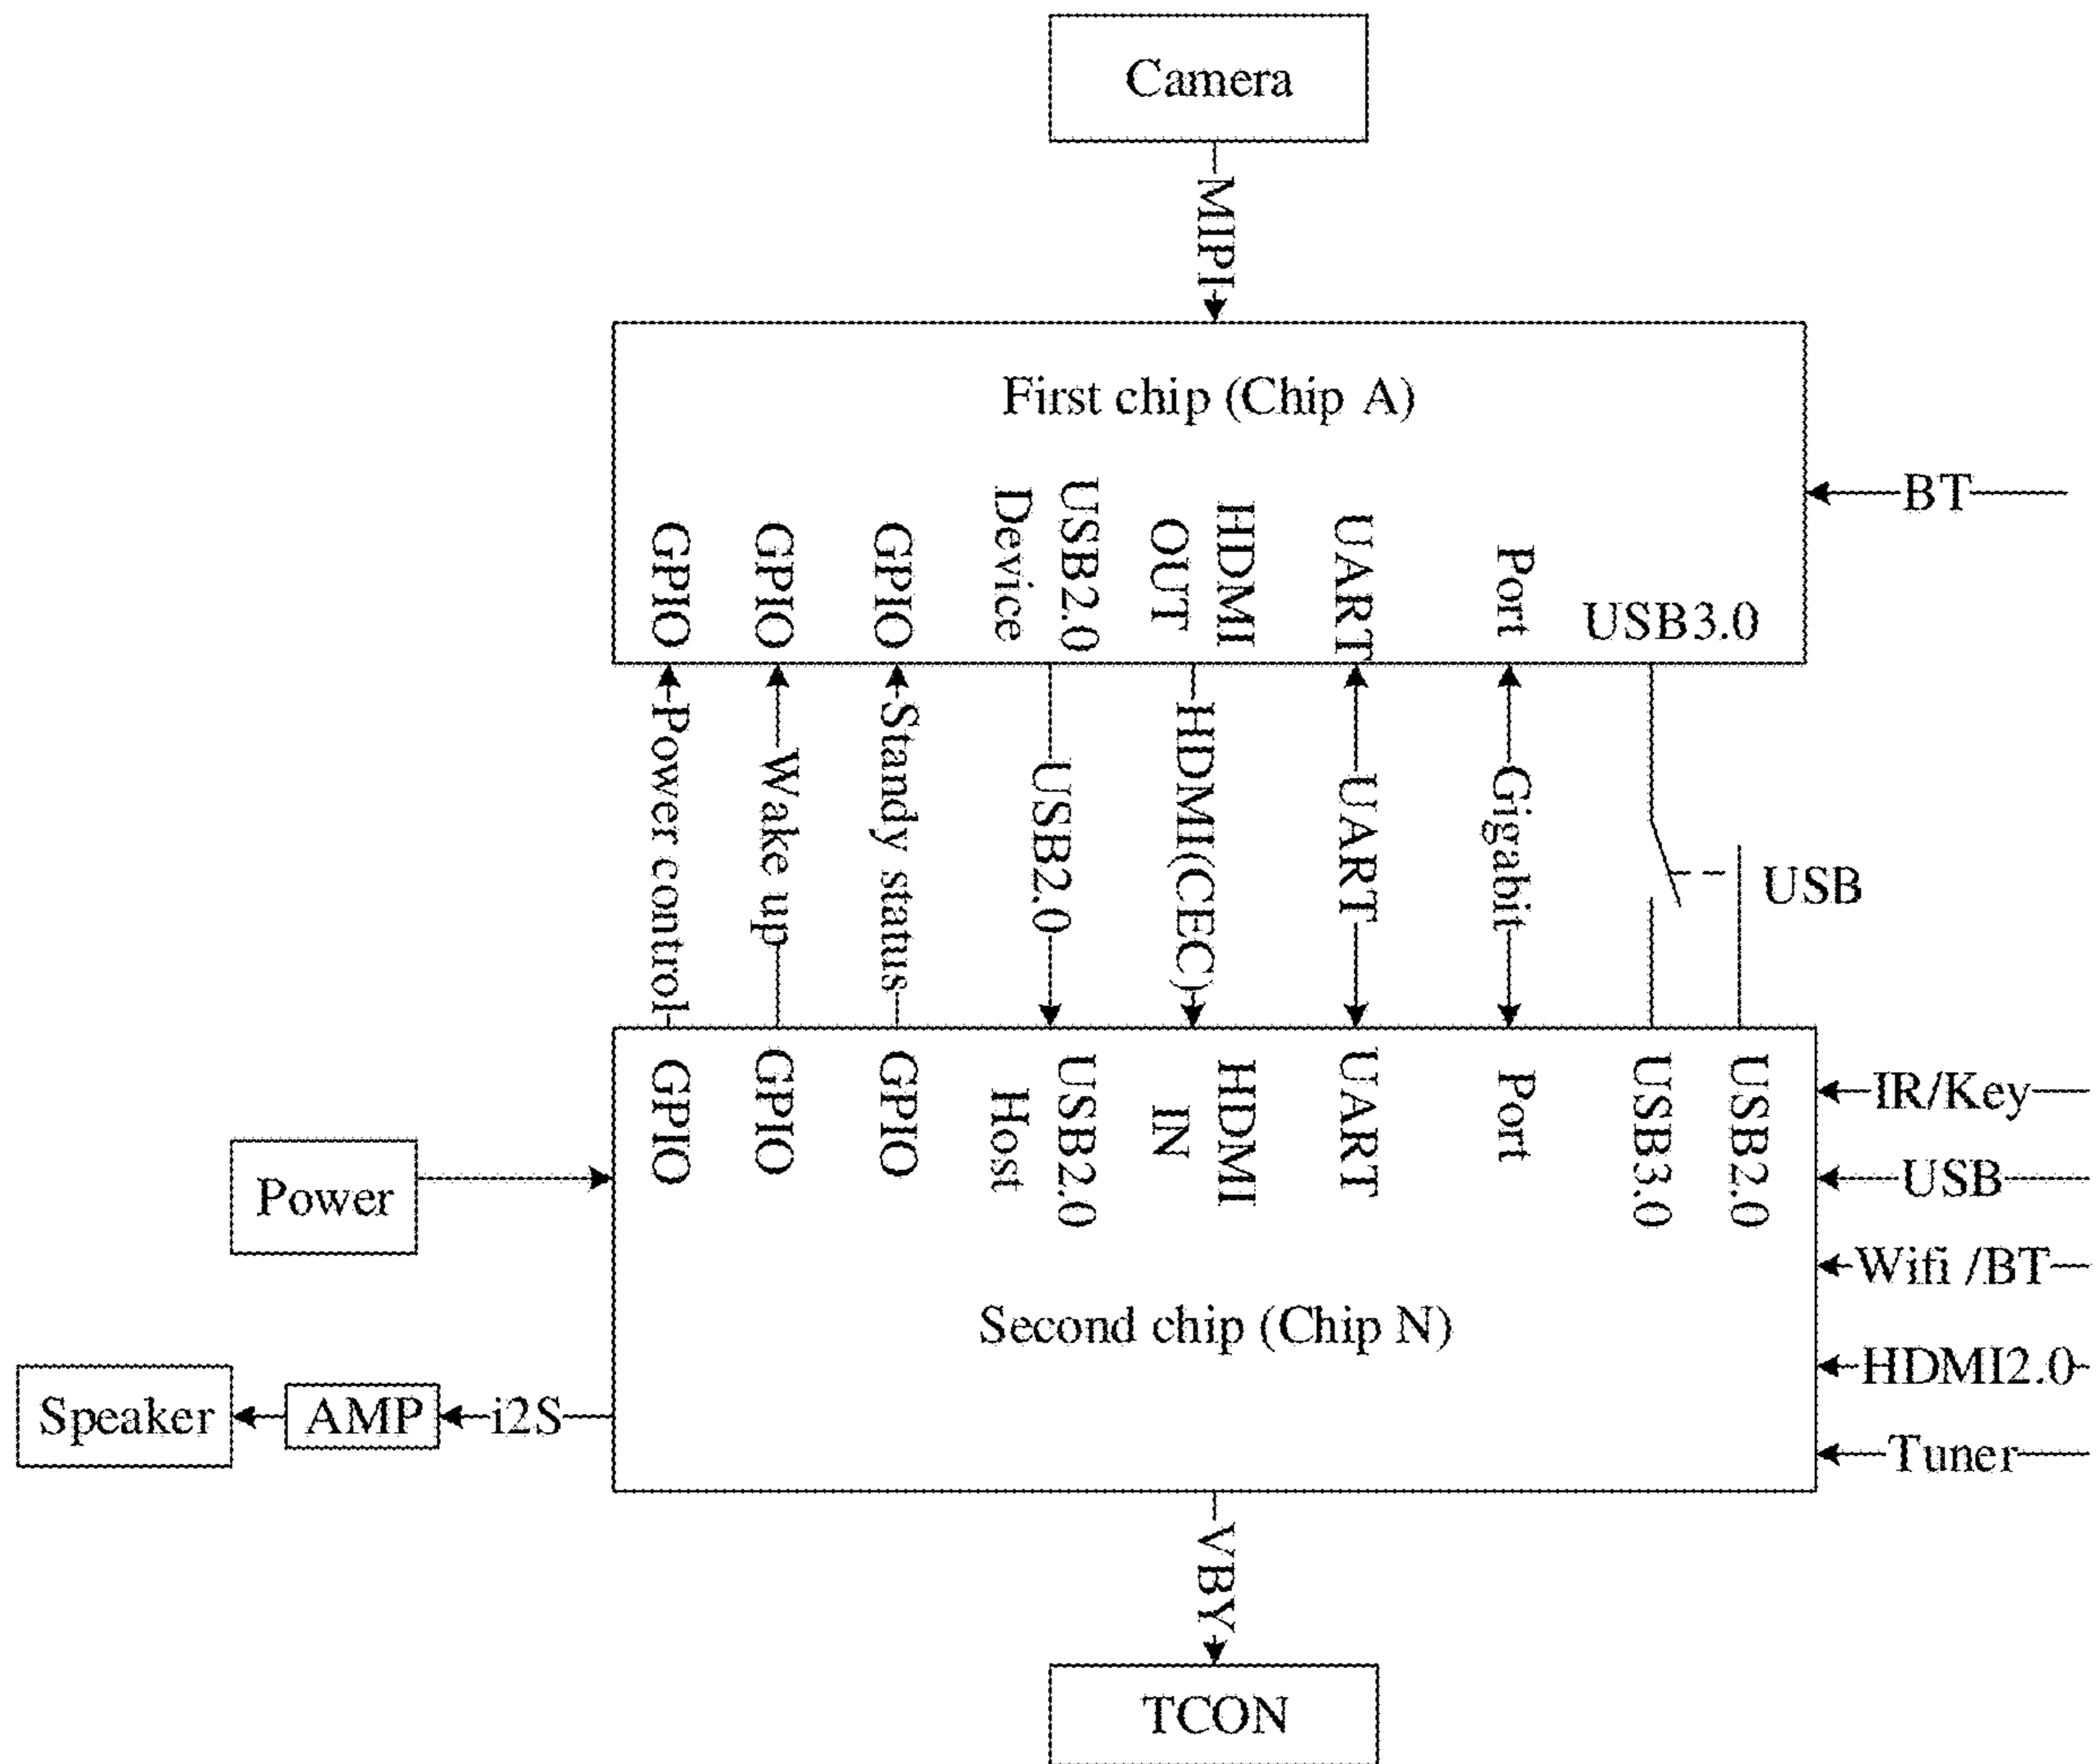 Camera
MIPI
First chip (Chip A)
BT
GPIO
GPIO
GPIO
USB2.0
Device
HDMI
OUT
UART
Port
USB3.0
Power control
Wake up
Standy status
USB2.0
HDMI(CEC)
UART
Gigabit
USB
GPIO
GPIO
GPIO
USB2.0
Host
HDMI
IN
UART
Port
USB3.0
USB2.0
IR/Key
USB
Wifi /BT
HDMI2.0
Tuner
Power
Second chip (Chip N)
Speaker
AMP
i2S
VBY
TCON